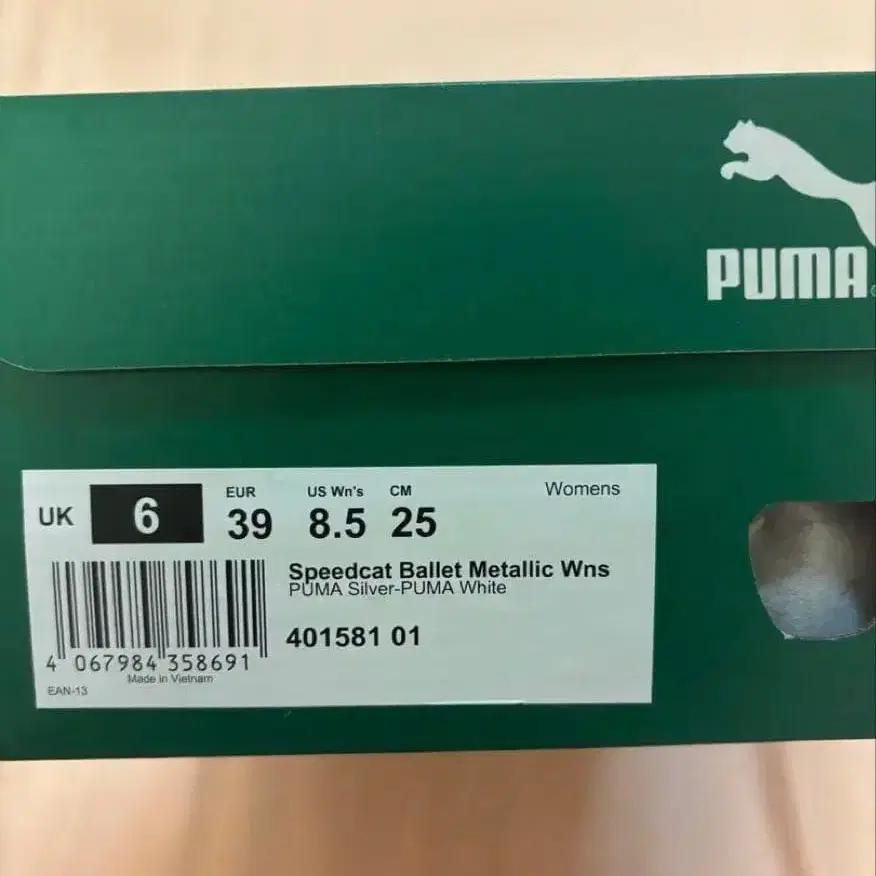 PUMA
UK 6 EUR 39 US Wn's 8.5 CM 25 Womens
Speedcat Ballet Metallic Wns
PUMA Silver-PUMA White
401581 01
4 067984 358691
Made in Vietnam
EAN-13